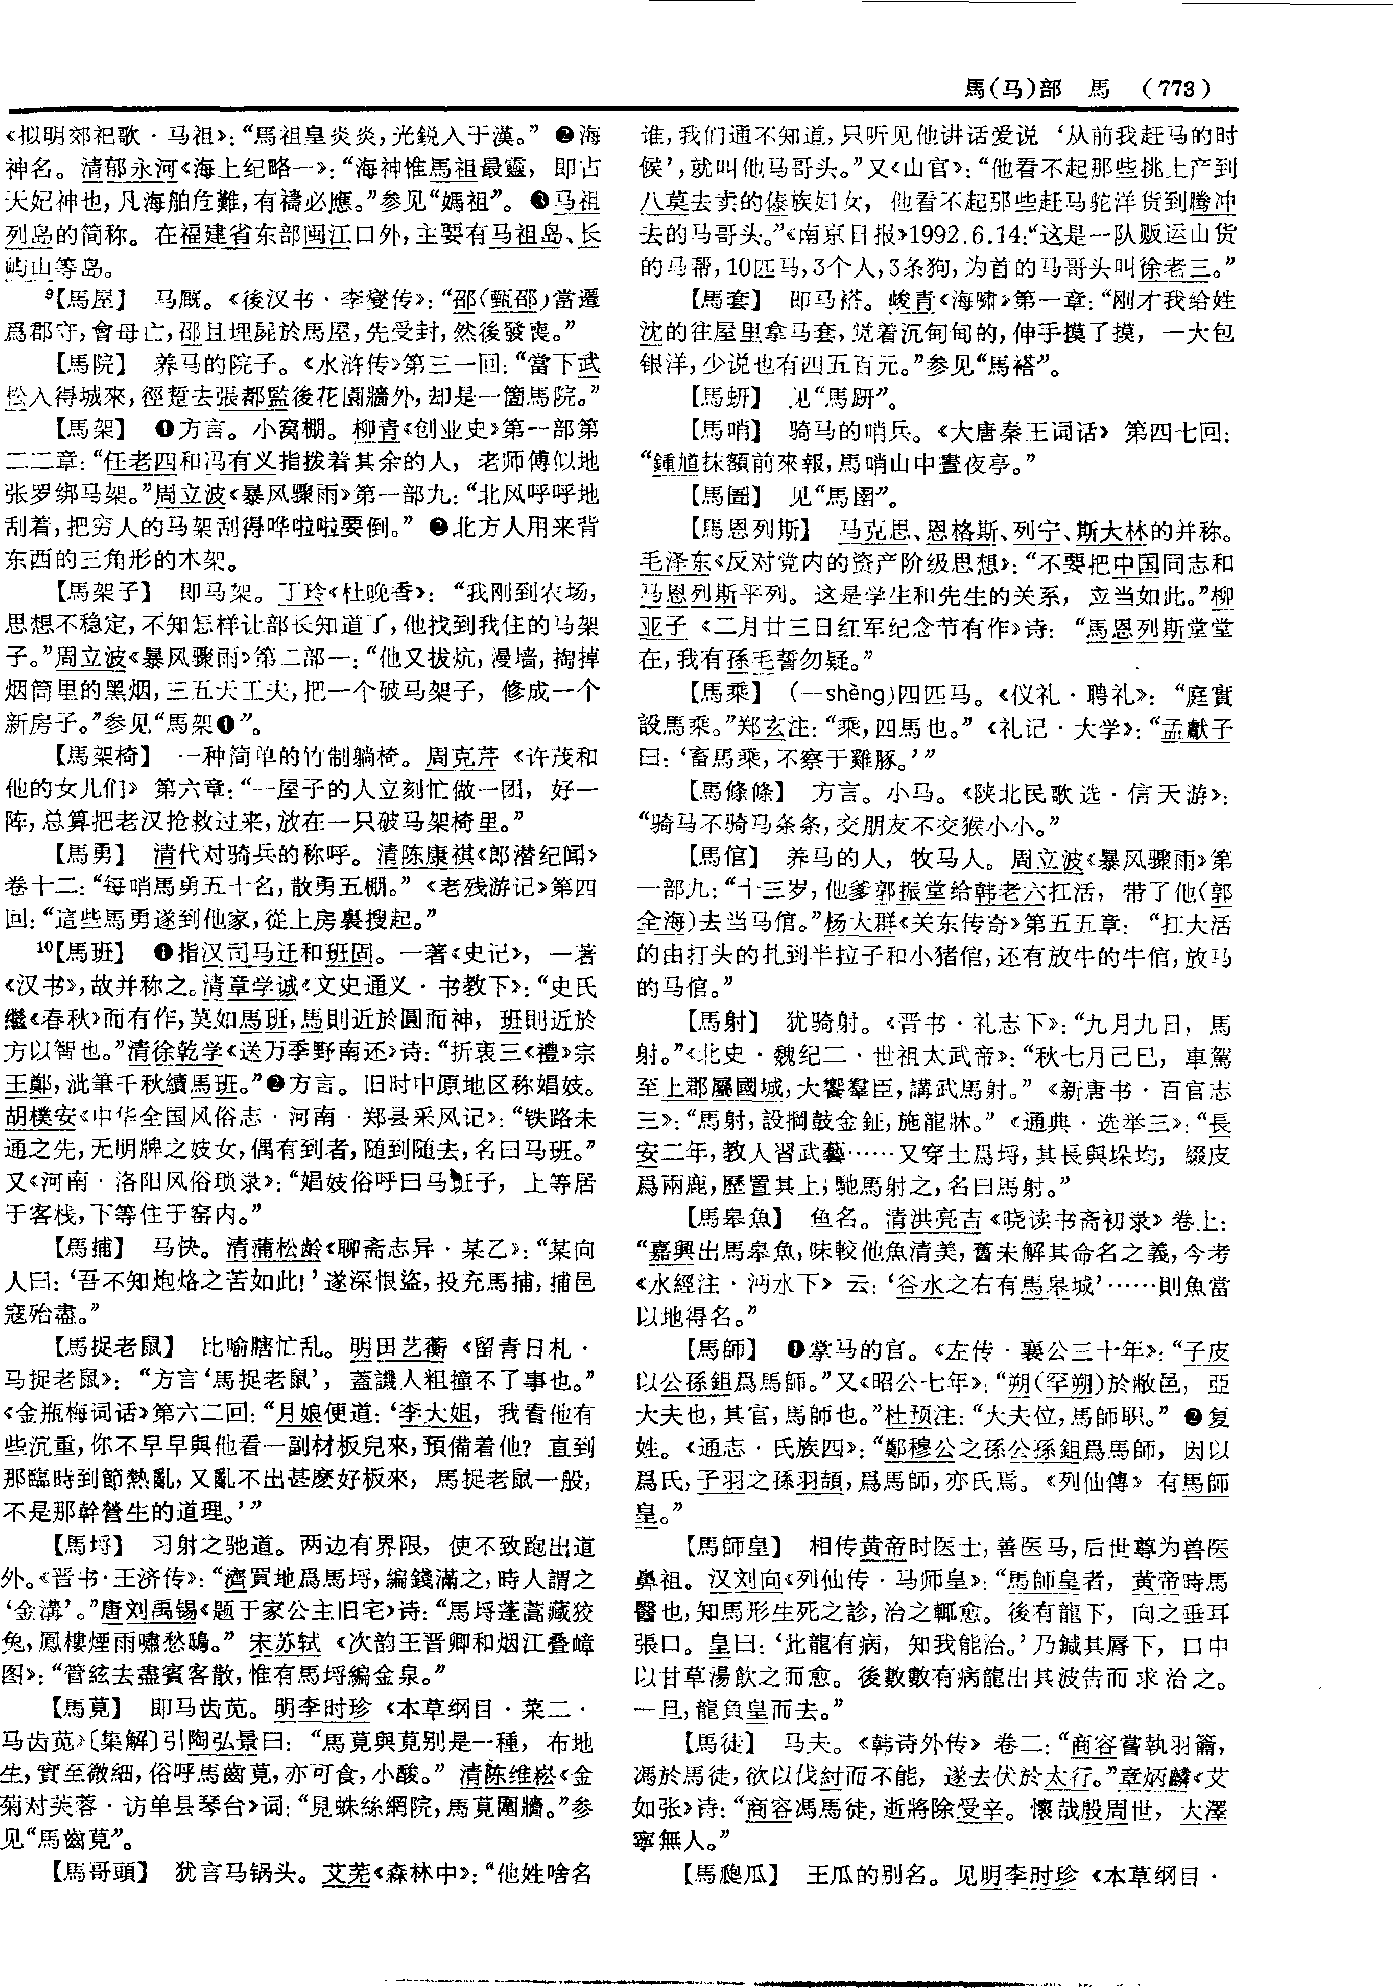 馬(马)部　馬　(773)
《拟明郊祀歌·马祖》：“馬祖皇炎炎，光鋭入于漢。” ❷海
神名。清郁永河《海上纪略一》：“海神惟馬祖最靈，即古
天妃神也，凡海舶危難，有禱必應。”参见“媽祖”。 ❸马祖
列岛的简称。在福建省东部闽江口外，主要有马祖岛、长
屿山等岛。
⁹【馬屋】 马厩。《後汉书·李燮传》：“邵(甄邵)當遷
爲郡守，會母亡，邵且埋屍於馬屋，先受封，然後發喪。”
【馬院】 养马的院子。《水浒传》第三一回：“當下武
松入得城來，徑踅去張都監後花園牆外，却是一箇馬院。”
【馬架】 ❶方言。小窝棚。柳青《创业史》第一部第
二二章：“任老四和冯有义指拨着其余的人，老师傅似地
张罗绑马架。”周立波《暴风骤雨》第一部九：“北风呼呼地
刮着，把穷人的马架刮得哗啦啦要倒。” ❷北方人用来背
东西的三角形的木架。
【馬架子】 即马架。丁玲《杜晚香》：“我刚到农场，
思想不稳定，不知怎样让部长知道了，他找到我住的马架
子。”周立波《暴风骤雨》第二部一：“他又拔炕，漫墙，掏掉
烟筒里的黑烟，三五天工夫，把一个破马架子，修成一个
新房子。”参见“馬架❶”。
【馬架椅】 一种简单的竹制躺椅。周克芹《许茂和
他的女儿们》第六章：“一屋子的人立刻忙做一团，好一
阵，总算把老汉抢救过来，放在一只破马架椅里。”
【馬勇】 清代对骑兵的称呼。清陈康祺《郎潜纪闻》
卷十二：“每哨馬勇五十名，散勇五棚。”《老残游记》第四
回：“這些馬勇遂到他家，從上房裏搜起。”
¹⁰【馬班】 ❶指汉司马迁和班固。一著《史记》，一著
《汉书》，故并称之。清章学诚《文史通义·书教下》：“史氏
繼《春秋》而有作，莫如馬班，馬則近於圓而神，班則近於
方以智也。”清徐乾学《送万季野南还》诗：“折衷三《禮》宗
王鄭，泚筆千秋續馬班。”❷方言。旧时中原地区称娼妓。
胡樸安《中华全国风俗志·河南·郑县采风记》：“铁路未
通之先，无明牌之妓女，偶有到者，随到随去，名曰马班。”
又《河南·洛阳风俗琐录》：“娼妓俗呼曰马班子，上等居
于客栈，下等住于窑内。”
【馬捕】 马快。清蒲松龄《聊斋志异·某乙》：“某向
人曰：‘吾不知炮烙之苦如此！’遂深恨盜，投充馬捕，捕邑
寇殆盡。”
【馬捉老鼠】 比喻瞎忙乱。明田艺蘅《留青日札·
马捉老鼠》：“方言‘馬捉老鼠’，蓋譏人粗撞不了事也。”
《金瓶梅词话》第六二回：“月娘便道：‘李大姐，我看他有
些沉重，你不早早與他看一副材板兒來，預備着他？直到
那臨時到節熱亂，又亂不出甚麽好板來，馬捉老鼠一般，
不是那幹營生的道理。’”
【馬埒】 习射之驰道。两边有界限，使不致跑出道
外。《晋书·王济传》：“濟買地爲馬埒，編錢滿之，時人謂之
‘金溝’。”唐刘禹锡《题于家公主旧宅》诗：“馬埒蓬蒿藏狡
兔，鳳樓煙雨嘯愁鴟。” 宋苏轼《次韵王晋卿和烟江叠嶂
图》：“管絃去盡賓客散，惟有馬埒編金泉。”
【馬莧】 即马齿苋。明李时珍《本草纲目·菜二·
马齿苋》〔集解〕引陶弘景曰：“馬莧與莧别是一種，布地
生，實至微細，俗呼馬齒莧，亦可食，小酸。” 清陈维崧《金
菊对芙蓉·访单县琴台》词：“見蛛絲網院，馬莧圍牆。”参
见“馬齒莧”。
【馬哥頭】 犹言马锅头。艾芜《森林中》：“他姓啥名
谁，我们通不知道，只听见他讲话爱说‘从前我赶马的时
候’，就叫他马哥头。”又《山官》：“他看不起那些挑土产到
八莫去卖的傣族妇女，他看不起那些赶马驼洋货到腾冲
去的马哥头。”《南京日报》1992.6.14：“这是一队贩运山货
的马帮，10匹马，3个人，3条狗，为首的马哥头叫徐老三。”
【馬套】 即马褡。峻青《海啸》第一章：“刚才我给姓
沈的往屋里拿马套，觉着沉甸甸的，伸手摸了摸，一大包
银洋，少说也有四五百元。”参见“馬褡”。
【馬蚈】 见“馬䗃”。
【馬哨】 骑马的哨兵。《大唐秦王词话》第四七回：
“鍾馗抹額前來報，馬哨山中晝夜亭。”
【馬圄】 见“馬圉”。
【馬恩列斯】 马克思、恩格斯、列宁、斯大林的并称。
毛泽东《反对党内的资产阶级思想》：“不要把中国同志和
马恩列斯平列。这是学生和先生的关系，应当如此。”柳
亚子《二月廿三日红军纪念节有作》诗：“馬恩列斯堂堂
在，我有孫毛誓勿疑。”
【馬乘】 (一shèng)四匹马。《仪礼·聘礼》：“庭實
設馬乘。”郑玄注：“乘，四馬也。”《礼记·大学》：“孟獻子
曰：‘畜馬乘，不察于雞豚。’”
【馬條條】 方言。小马。《陕北民歌选·信天游》：
“骑马不骑马条条，交朋友不交猴小小。”
【馬倌】 养马的人，牧马人。周立波《暴风骤雨》第
一部九：“十三岁，他爹郭振堂给韩老六扛活，带了他(郭
全海)去当马倌。”杨大群《关东传奇》第五五章：“扛大活
的由打头的扎到半拉子和小猪倌，还有放牛的牛倌，放马
的马倌。”
【馬射】 犹骑射。《晋书·礼志下》：“九月九日，馬
射。”《北史·魏纪二·世祖太武帝》：“秋七月己巳，車駕
至上郡屬國城，大饗羣臣，講武馬射。”《新唐书·百官志
三》：“馬射，設㭎鼓金鉦，施龍牀。”《通典·选举三》：“長
安二年，教人習武藝……又穿土爲埒，其長與垛均，綴皮
爲兩鹿，歷置其上；馳馬射之，名曰馬射。”
【馬皋魚】 鱼名。清洪亮吉《晓读书斋初录》卷上：
“嘉興出馬皋魚，味較他魚清美，舊未解其命名之義，今考
《水經注·沔水下》云：‘谷水之右有馬皋城’……則魚當
以地得名。”
【馬師】 ❶掌马的官。《左传·襄公三十年》：“子皮
以公孫鉏爲馬師。”又《昭公七年》：“朔(罕朔)於敝邑，亞
大夫也，其官，馬師也。”杜预注：“大夫位，馬師职。” ❷复
姓。《通志·氏族四》：“鄭穆公之孫公孫鉏爲馬師，因以
爲氏，子羽之孫羽頡，爲馬師，亦氏焉。《列仙傳》有馬師
皇。”
【馬師皇】 相传黄帝时医士，善医马，后世尊为兽医
鼻祖。汉刘向《列仙传·马师皇》：“馬師皇者，黄帝時馬
醫也，知馬形生死之診，治之輒愈。後有龍下，向之垂耳
張口。皇曰：‘此龍有病，知我能治。’乃鍼其脣下，口中
以甘草湯飲之而愈。後數數有病龍出其波告而求治之。
一旦，龍負皇而去。”
【馬徒】 马夫。《韩诗外传》卷二：“商容嘗執羽籥，
馮於馬徒，欲以伐紂而不能，遂去伏於太行。”章炳麟《艾
如张》诗：“商容馮馬徒，逝將除受辛。懷哉殷周世，大澤
寧無人。”
【馬㼎瓜】 王瓜的别名。见明李时珍《本草纲目·